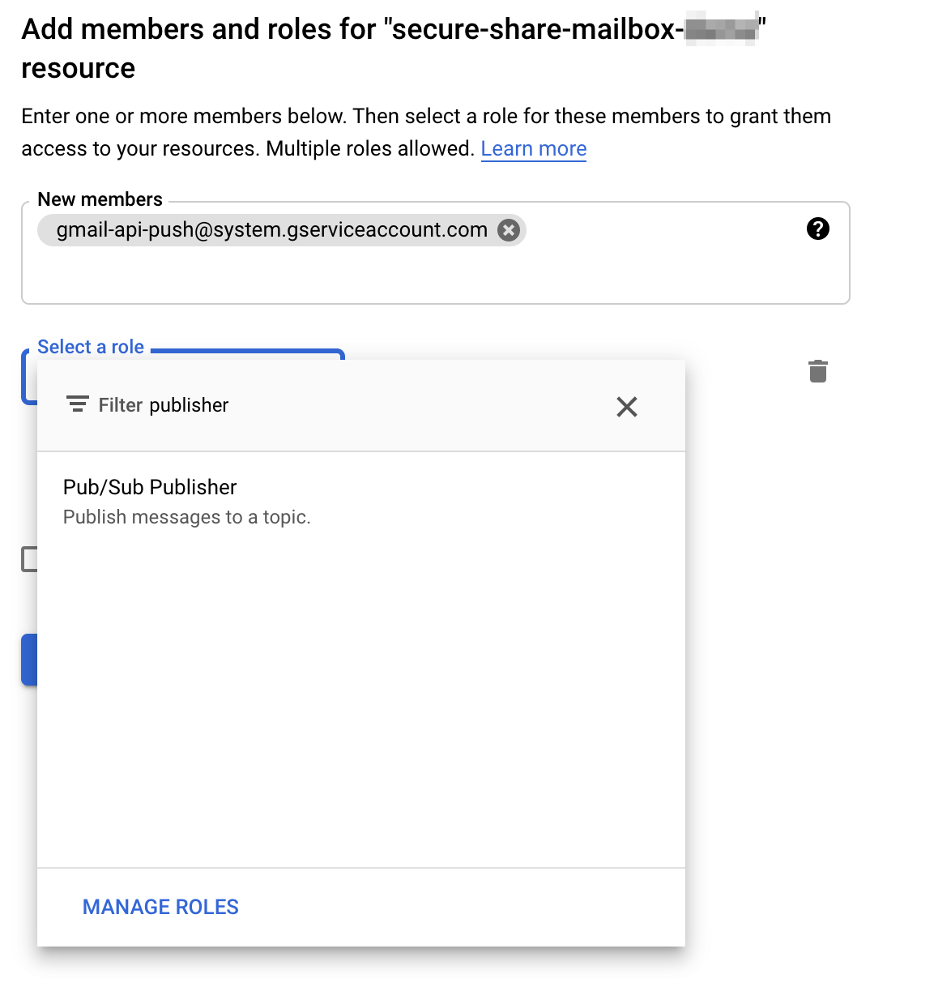 Add members and roles for "secure-share-mailbox- "
resource
Enter one or more members below. Then select a role for these members to grant them
access to your resources. Multiple roles allowed. Learn more
New members
gmail-api-push@system.gserviceaccount.com
Select a role
Filter publisher
Pub/Sub Publisher
Publish messages to a topic.
MANAGE ROLES